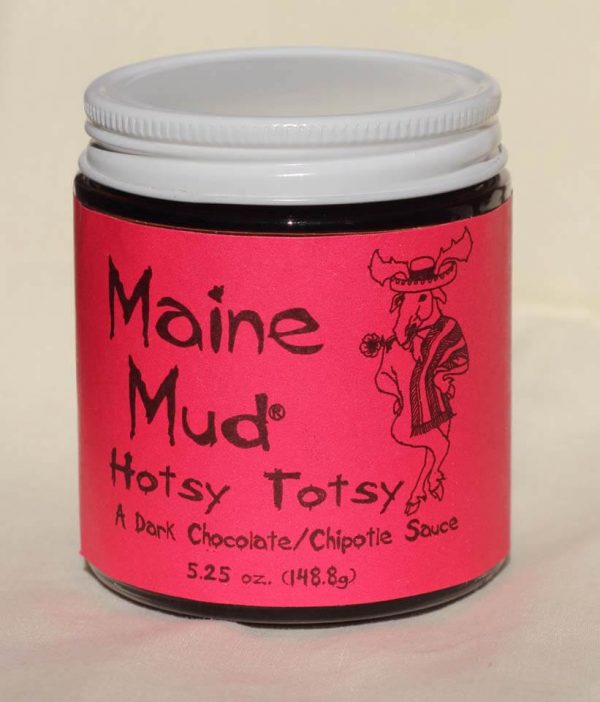 Maine
Mud®
Hotsy Totsy
A Dark Chocolate/Chipotle Sauce
5.25 oz. (148.8g)